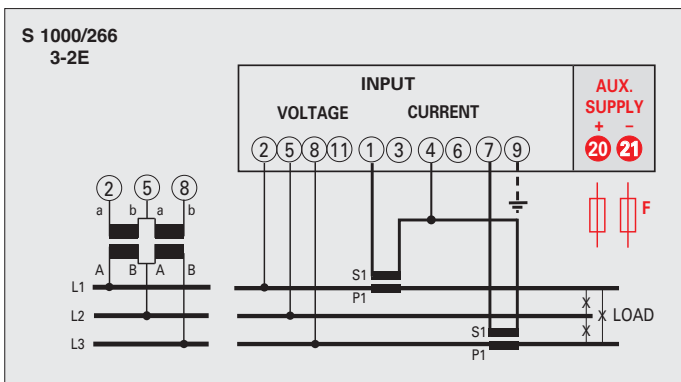 S 1000/266
3-2E
INPUT
VOLTAGE CURRENT
AUX.
SUPPLY
+ −
2 5 8 11 1 3 4 6 7 9 20 21
2 5 8
a b a b
F
A B A B
S1
P1
L1
L2
L3
S1
P1
X
X X LOAD